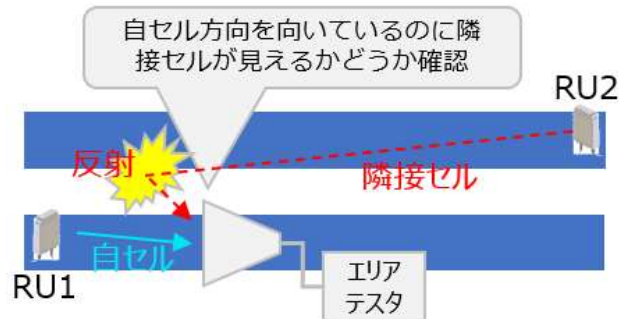 自セル方向を向いているのに隣
接セルが見えるかどうか確認
RU2
反射
隣接セル
自セル
RU1
エリア
テスタ